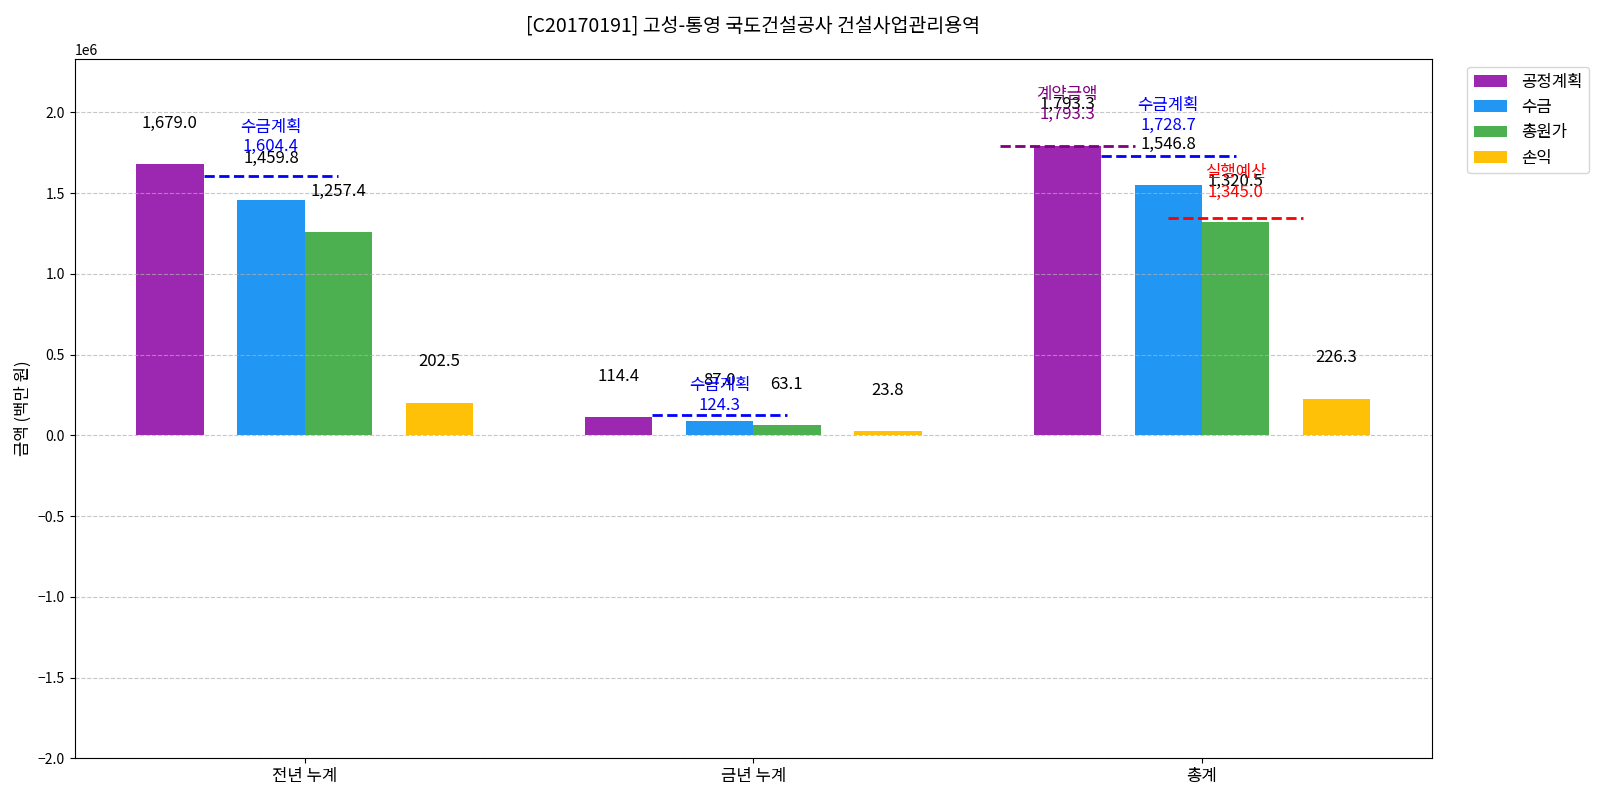 [C20170191] 고성-통영 국도건설공사 건설사업관리용역
1e6
공정계획
수금
총원가
손익
금액 (백만 원)
2.0
1.5
1.0
0.5
0.0
−0.5
−1.0
−1.5
−2.0
1,679.0
수금계획
1,604.4
1,459.8
1,257.4
202.5
114.4
87.0
수금계획
124.3
63.1
23.8
계약금액
1,793.3
1,793.3
수금계획
1,728.7
1,546.8
실행예산
1,320.5
1,345.0
226.3
전년 누계
금년 누계
총계